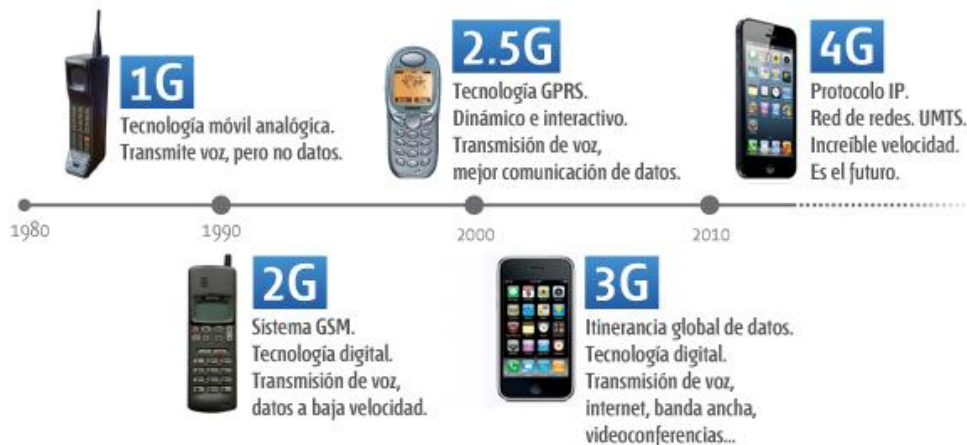 1G
Tecnología móvil analógica.
Transmite voz, pero no datos.
2.5G
Tecnología GPRS.
Dinámico e interactivo.
Transmisión de voz,
mejor comunicación de datos.
4G
Protocolo IP.
Red de redes. UMTS.
Increíble velocidad.
Es el futuro.
1980
1990
2000
2010
2G
Sistema GSM.
Tecnología digital.
Transmisión de voz,
datos a baja velocidad.
3G
Itinerancia global de datos.
Tecnología digital.
Transmisión de voz,
internet, banda ancha,
videoconferencias...